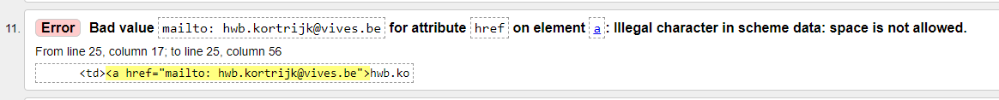 11. Error Bad value mailto: hwb.kortrijk@vives.be for attribute href on element a: Illegal character in scheme data: space is not allowed.
From line 25, column 17; to line 25, column 56
<td><a href="mailto: hwb.kortrijk@vives.be">hwb.ko